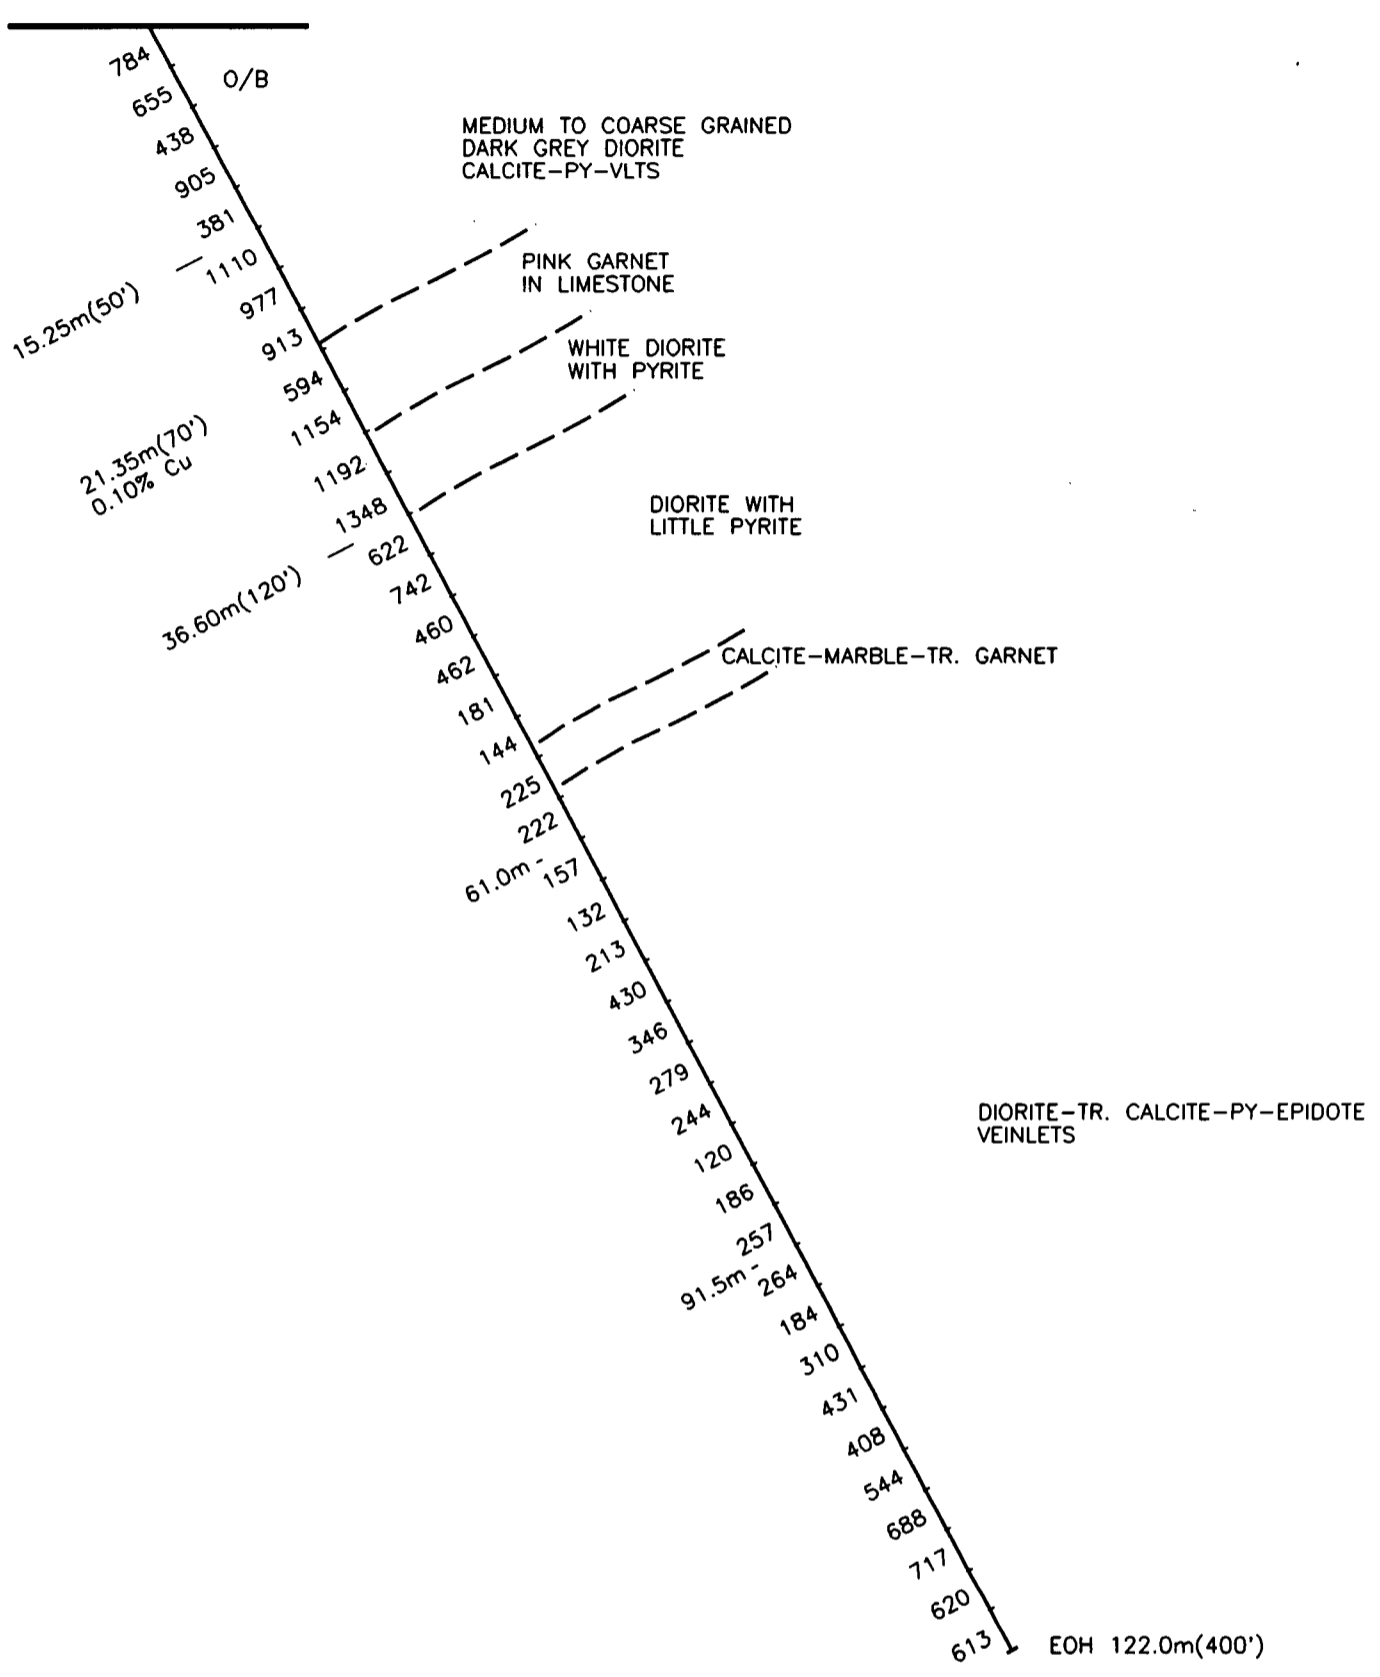 784
O/B
655
MEDIUM TO COARSE GRAINED
DARK GREY DIORITE
CALCITE-PY-VLTS
438
905
381
1110
15.25m(50')
PINK GARNET
IN LIMESTONE
977
913
WHITE DIORITE
WITH PYRITE
594
1154
21.35m(70')
0.10% Cu
1192
1348
DIORITE WITH
LITTLE PYRITE
622
36.60m(120')
742
460
462
CALCITE-MARBLE-TR. GARNET
181
144
225
222
61.0m-
157
132
213
430
346
279
244
DIORITE-TR. CALCITE-PY-EPIDOTE
VEINLETS
120
186
257
91.5m-
264
184
310
431
408
544
688
717
620
613
EOH 122.0m(400')